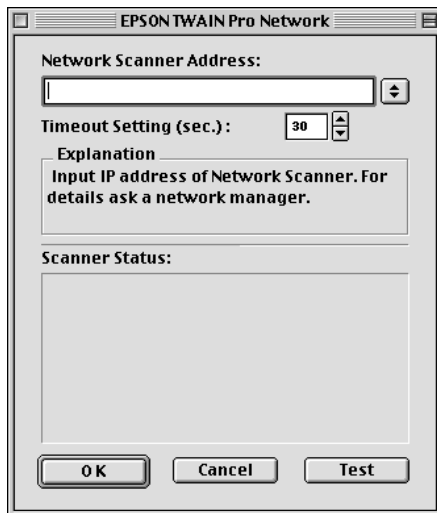 EPSON TWAIN Pro Network
Network Scanner Address:
Timeout Setting (sec.) : 30
Explanation
Input IP address of Network Scanner. For
details ask a network manager.
Scanner Status:
OK Cancel Test